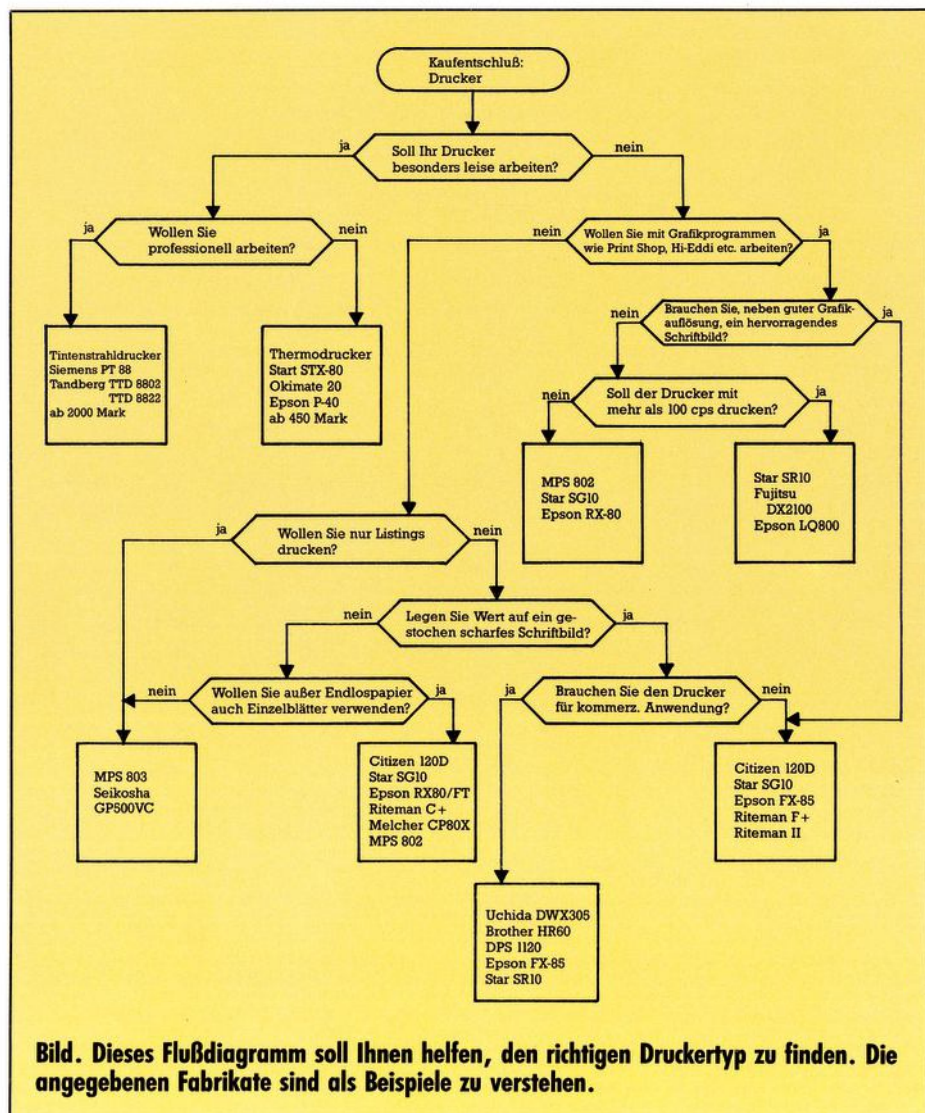 Kaufentschluß:
Drucker
ja
Soll Ihr Drucker
besonders leise arbeiten?
nein
ja
Wollen Sie
professionell arbeiten?
nein
nein
Wollen Sie mit Grafikprogrammen
wie Print Shop, Hi-Eddi etc. arbeiten?
ja
Tintenstrahldrucker
Siemens PT 88
Tandberg TTD 8802
TTD 8822
ab 2000 Mark
Thermodrucker
Start STX-80
Okimate 20
Epson P-40
ab 450 Mark
nein
Brauchen Sie, neben guter Grafik-
auflösung, ein hervorragendes
Schriftbild?
ja
nein
Soll der Drucker mit
mehr als 100 cps drucken?
ja
MPS 802
Star SG10
Epson RX-80
Star SR10
Fujitsu
DX2100
Epson LQ800
ja
Wollen Sie nur Listings
drucken?
nein
nein
Legen Sie Wert auf ein ge-
stochen scharfes Schriftbild?
ja
nein
Wollen Sie außer Endlospapier
auch Einzelblätter verwenden?
ja
ja
Brauchen Sie den Drucker
für kommerz. Anwendung?
nein
MPS 803
Seikosha
GP500VC
Citizen 120D
Star SG10
Epson RX80/FT
Riteman C+
Melcher CP80X
MPS 802
Citizen 120D
Star SG10
Epson FX-85
Riteman F+
Riteman II
Uchida DWX305
Brother HR60
DPS 1120
Epson FX-85
Star SR10
Bild. Dieses Flußdiagramm soll Ihnen helfen, den richtigen Druckertyp zu finden. Die
angegebenen Fabrikate sind als Beispiele zu verstehen.